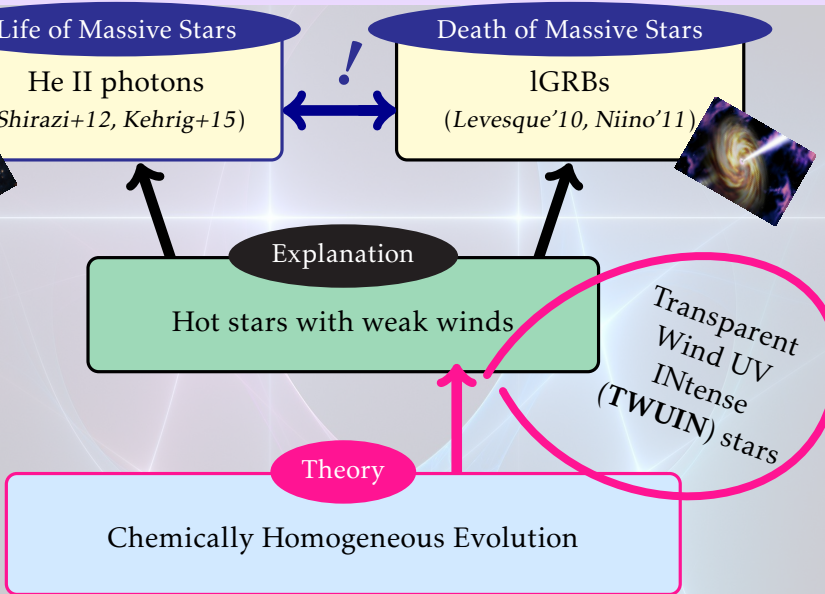 Life of Massive Stars
Death of Massive Stars
!
He II photons
Shirazi+12, Kehrig+15)
lGRBs
(Levesque'10, Niino'11)
Explanation
Hot stars with weak winds
Transparent
Wind UV
INtense
(TWUIN) stars
Theory
Chemically Homogeneous Evolution